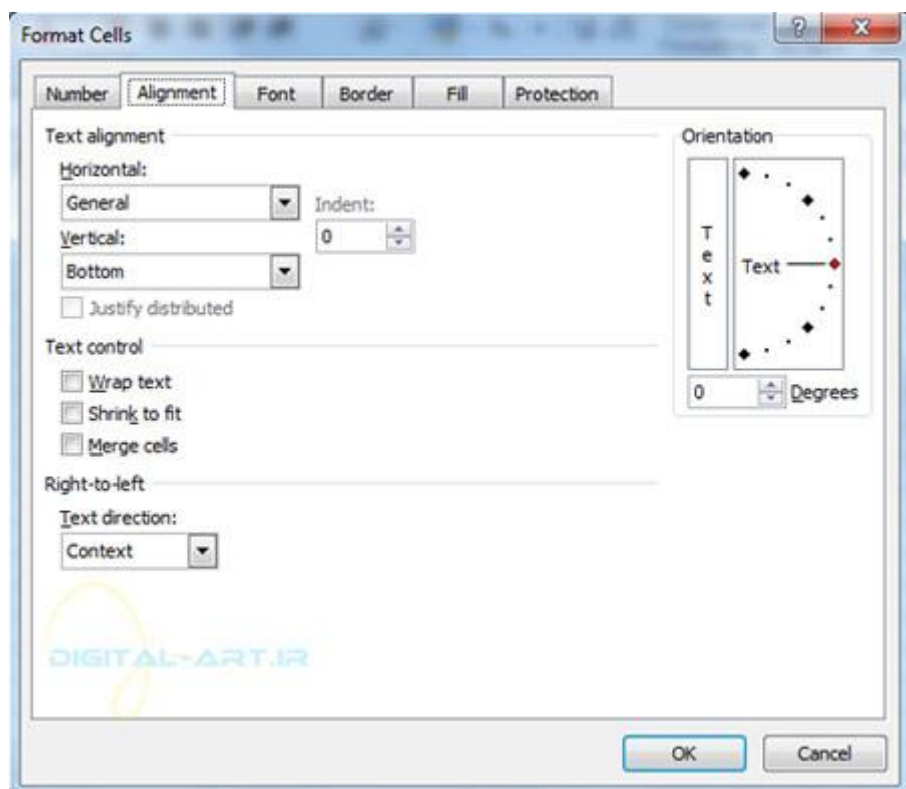 Format Cells
Number Alignment Font Border Fill Protection
Text alignment
Horizontal:
General
Indent:
0
Vertical:
Bottom
Justify distributed
Text control
Wrap text
Shrink to fit
Merge cells
Right-to-left
Text direction:
Context
Orientation
Text
Text
0 Degrees
DIGITAL-ART.IR
OK Cancel